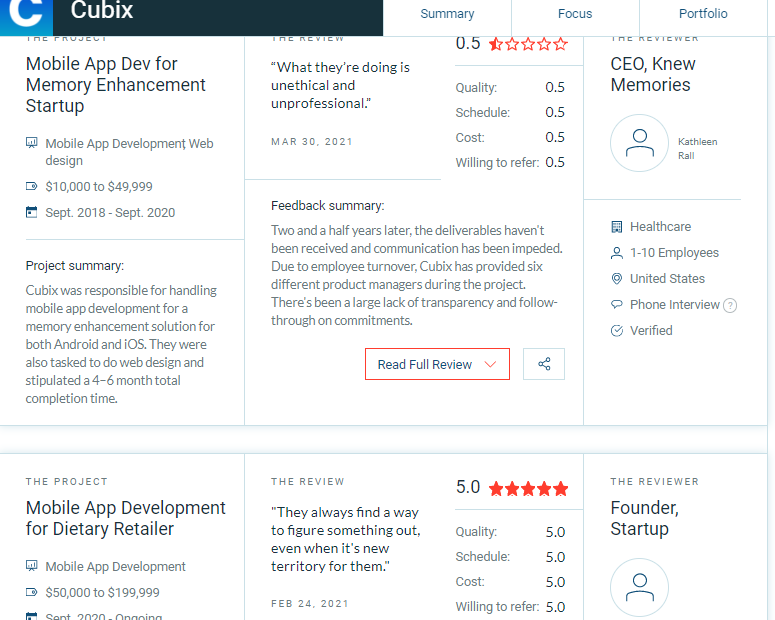 Cubix
Summary
Focus
Portfolio
THE PROJECT
Mobile App Dev for
Memory Enhancement
Startup
Mobile App Development, Web
design
$10,000 to $49,999
Sept. 2018 - Sept. 2020
Project summary:
Cubix was responsible for handling
mobile app development for a
memory enhancement solution for
both Android and iOS. They were
also tasked to do web design and
stipulated a 4–6 month total
completion time.
THE REVIEW
“What they’re doing is
unethical and
unprofessional.”
MAR 30, 2021
0.5
Quality: 0.5
Schedule: 0.5
Cost: 0.5
Willing to refer: 0.5
Feedback summary:
Two and a half years later, the deliverables haven't
been received and communication has been impeded.
Due to employee turnover, Cubix has provided six
different product managers during the project.
There's been a large lack of transparency and follow-
through on commitments.
Read Full Review
THE REVIEWER
CEO, Knew
Memories
Kathleen
Rall
Healthcare
1-10 Employees
United States
Phone Interview ?
Verified
THE PROJECT
Mobile App Development
for Dietary Retailer
Mobile App Development
$50,000 to $199,999
Sept. 2020 - Ongoing
THE REVIEW
"They always find a way
to figure something out,
even when it's new
territory for them."
FEB 24, 2021
5.0
Quality: 5.0
Schedule: 5.0
Cost: 5.0
Willing to refer: 5.0
THE REVIEWER
Founder,
Startup